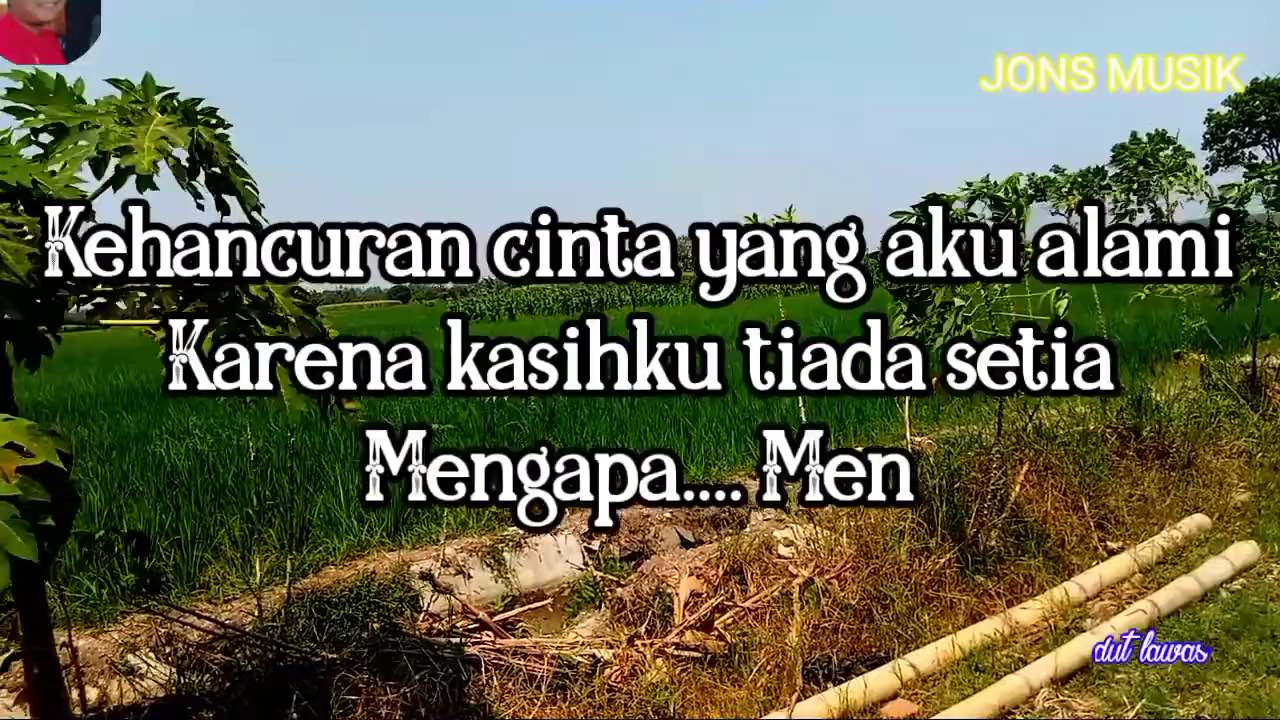 JONS MUSIK
Kehancuran cinta yang aku alami
Karena kasihku tiada setia
Mengapa.... Men
dut lawas